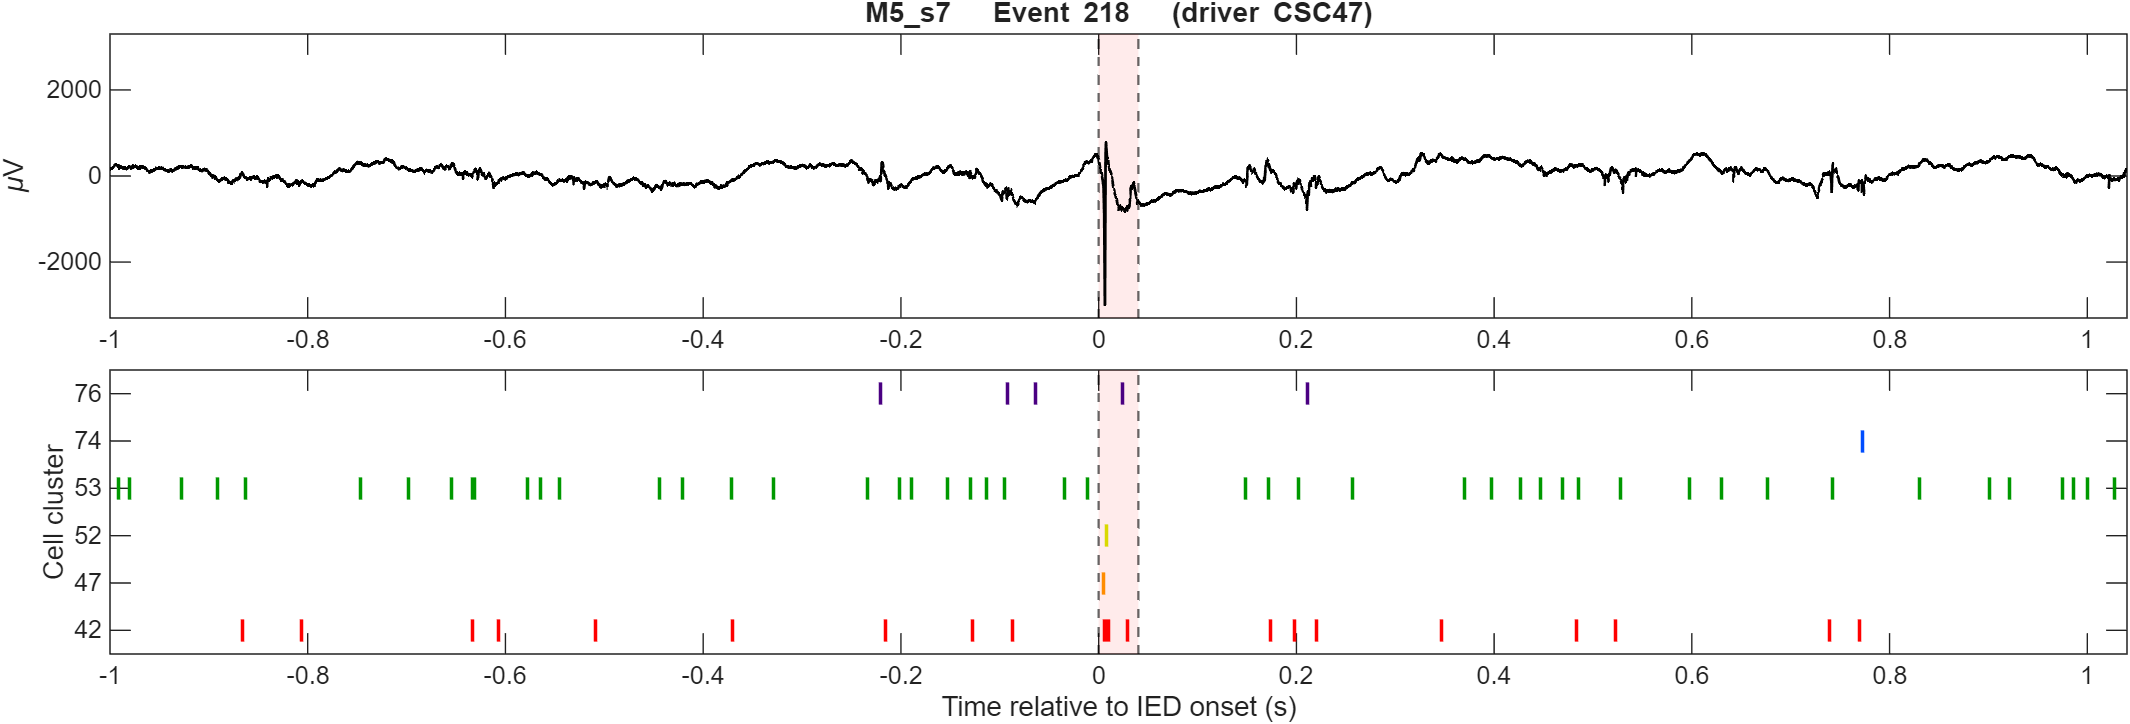 M5_s7 Event 218 (driver CSC47)
µV
2000
0
-2000
-1 -0.8 -0.6 -0.4 -0.2 0 0.2 0.4 0.6 0.8 1
Cell cluster
76
74
53
52
47
42
-1 -0.8 -0.6 -0.4 -0.2 0 0.2 0.4 0.6 0.8 1
Time relative to IED onset (s)